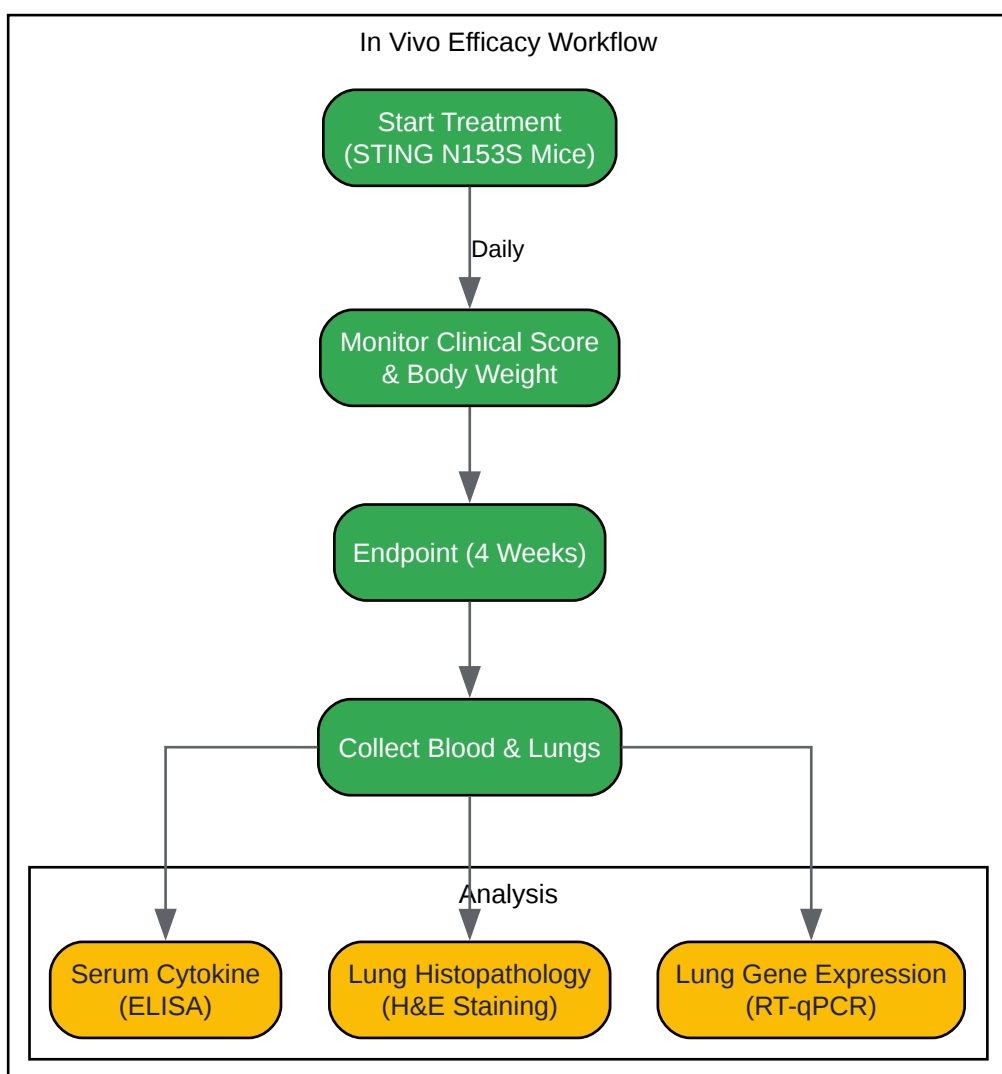 In Vivo Efficacy Workflow
Start Treatment
(STING N153S Mice)
Daily
Monitor Clinical Score
& Body Weight
Endpoint (4 Weeks)
Collect Blood & Lungs
Analysis
Serum Cytokine
(ELISA)
Lung Histopathology
(H&E Staining)
Lung Gene Expression
(RT-qPCR)